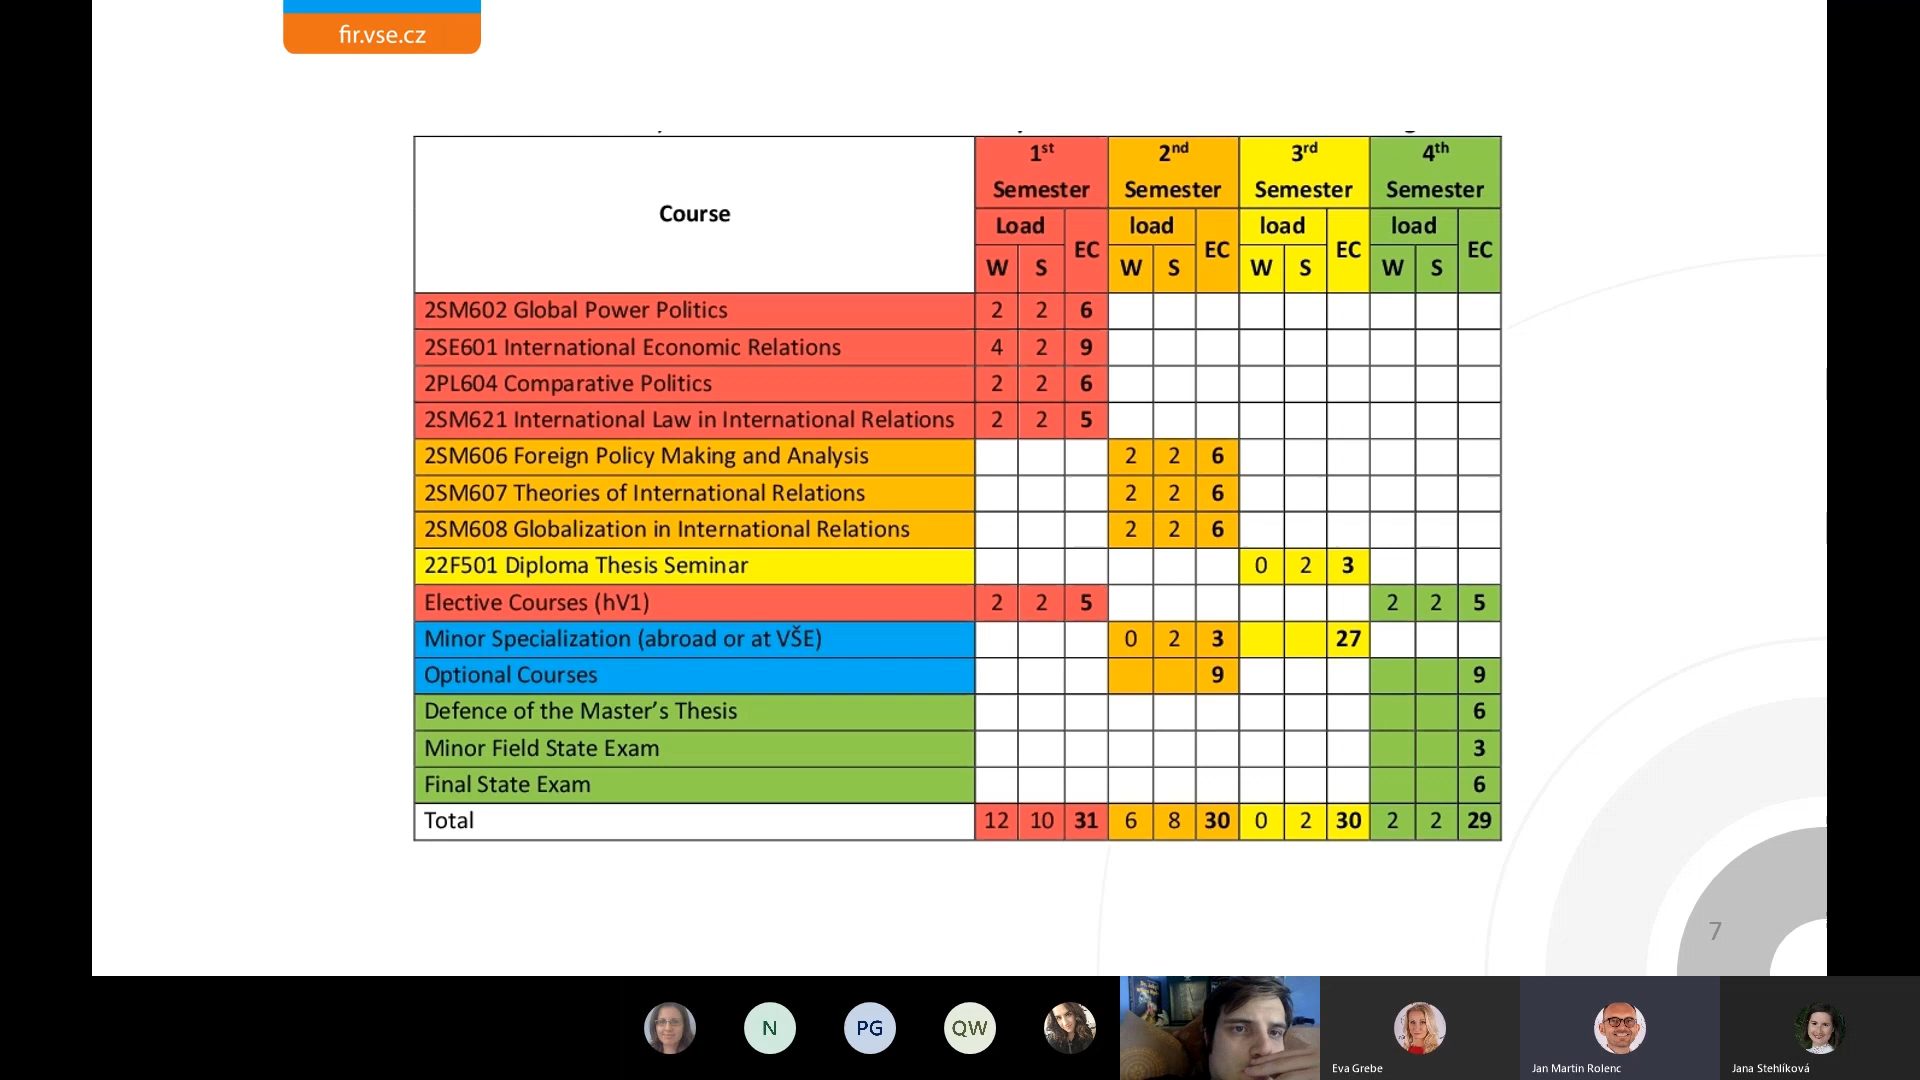 fir.vse.cz
1st 2nd 3rd 4th
Semester Semester Semester Semester
Course
Load EC load EC load EC load EC
W S W S W S W S
2SM602 Global Power Politics 2 2 6
2SE601 International Economic Relations 4 2 9
2PL604 Comparative Politics 2 2 6
2SM621 International Law in International Relations 2 2 5
2SM606 Foreign Policy Making and Analysis 2 2 6
2SM607 Theories of International Relations 2 2 6
2SM608 Globalization in International Relations 2 2 6
22F501 Diploma Thesis Seminar 0 2 3
Elective Courses (hV1) 2 2 5 2 2 5
Minor Specialization (abroad or at VŠE) 0 2 3 27
Optional Courses 9 9
Defence of the Master’s Thesis 6
Minor Field State Exam 3
Final State Exam 6
Total 12 10 31 6 8 30 0 2 30 2 2 29
7
N PG QW
Eva Grebe Jan Martin Rolenc Jana Stehlíková